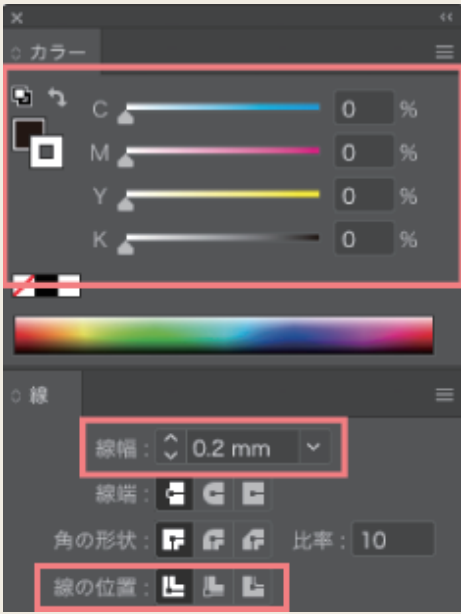 カラー
C 0 %
M 0 %
Y 0 %
K 0 %
線
線幅 : 0.2 mm
線端 :
角の形状 : 比率 : 10
線の位置 :